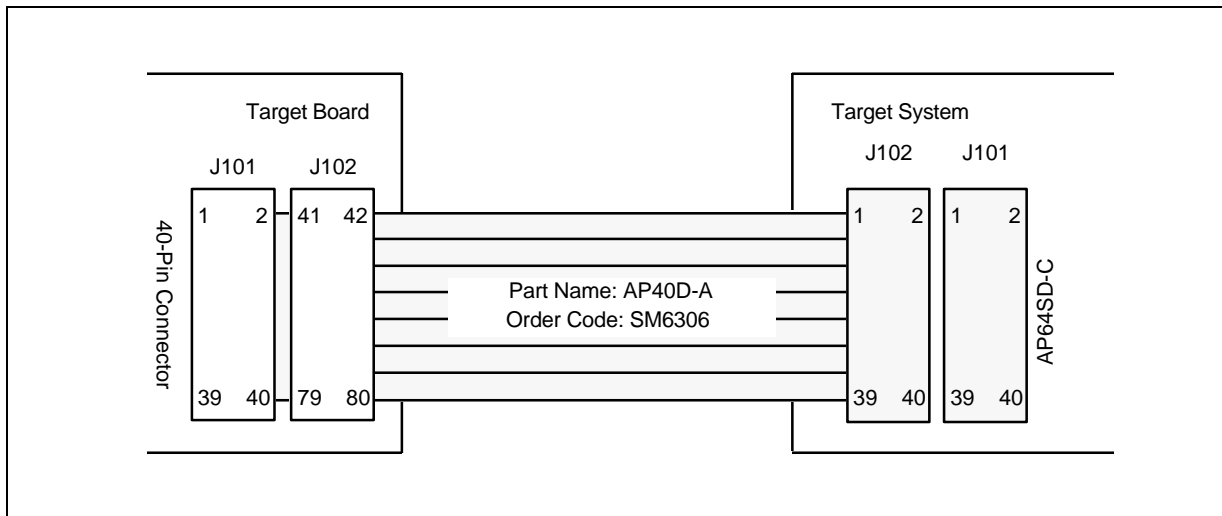 Target Board
J101 J102
1 2 41 42
39 40 79 80
40-Pin Connector
Part Name: AP40D-A
Order Code: SM6306
Target System
J102 J101
1 2 1 2
39 40 39 40
AP64SD-C